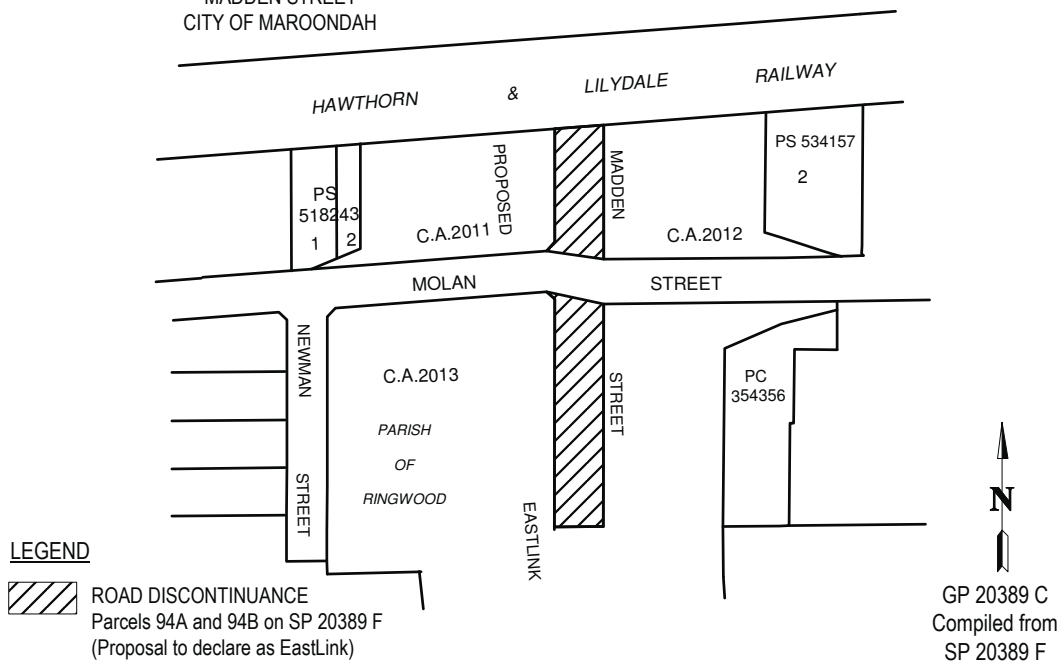 MADDEN STREET
CITY OF MAROONDAH
HAWTHORN & LILYDALE RAILWAY
PS 534157
2
PS
518243
1 2
PROPOSED
MADDEN
C.A.2011
C.A.2012
MOLAN STREET
NEWMAN
STREET
C.A.2013
PARISH
OF
RINGWOOD
EASTLINK
STREET
PC
354356
N
LEGEND
ROAD DISCONTINUANCE
Parcels 94A and 94B on SP 20389 F
(Proposal to declare as EastLink)
GP 20389 C
Compiled from
SP 20389 F